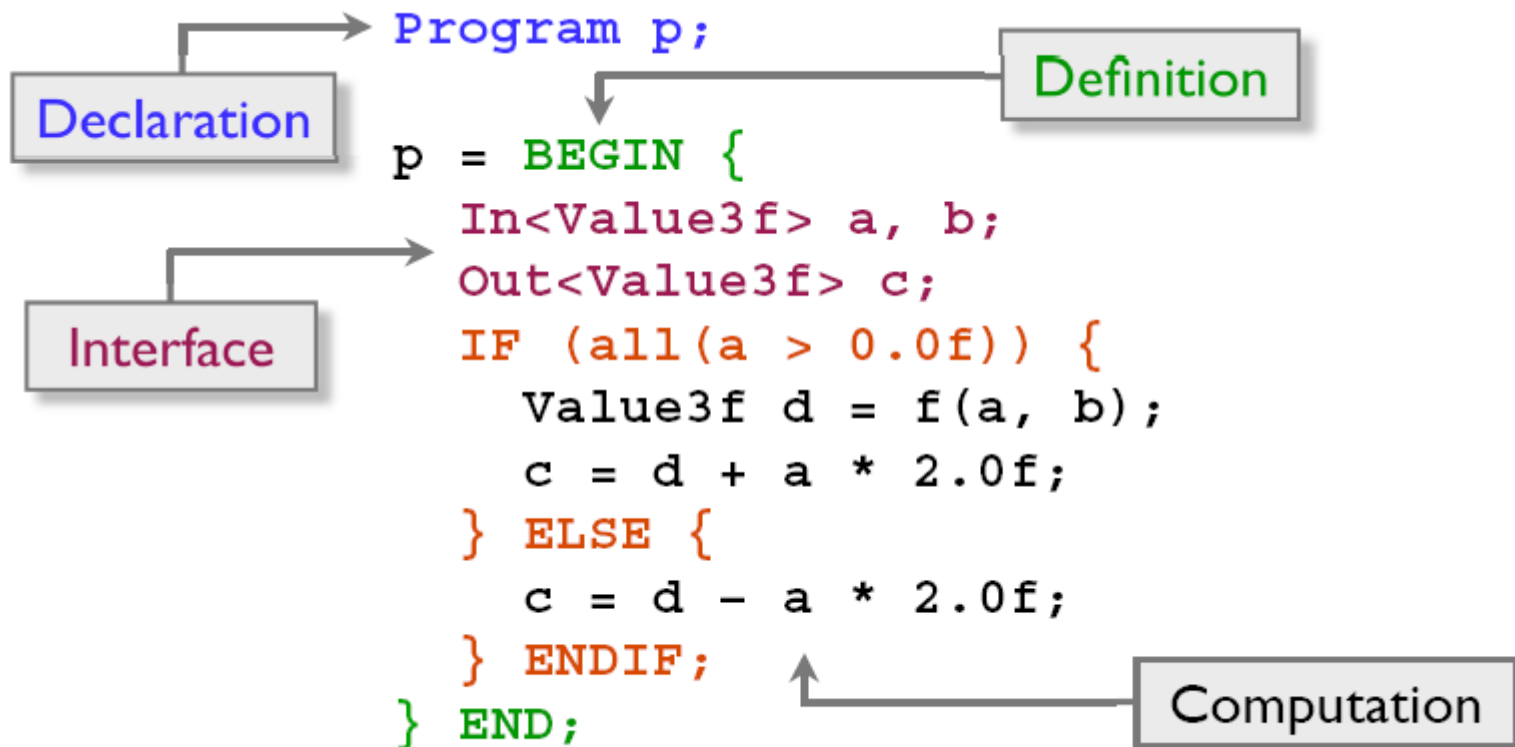 Program p;
Declaration
Definition
p = BEGIN {
In<Value3f> a, b;
Out<Value3f> c;
Interface
IF (all(a > 0.0f)) {
Value3f d = f(a, b);
c = d + a * 2.0f;
} ELSE {
c = d - a * 2.0f;
} ENDIF;
Computation
} END;